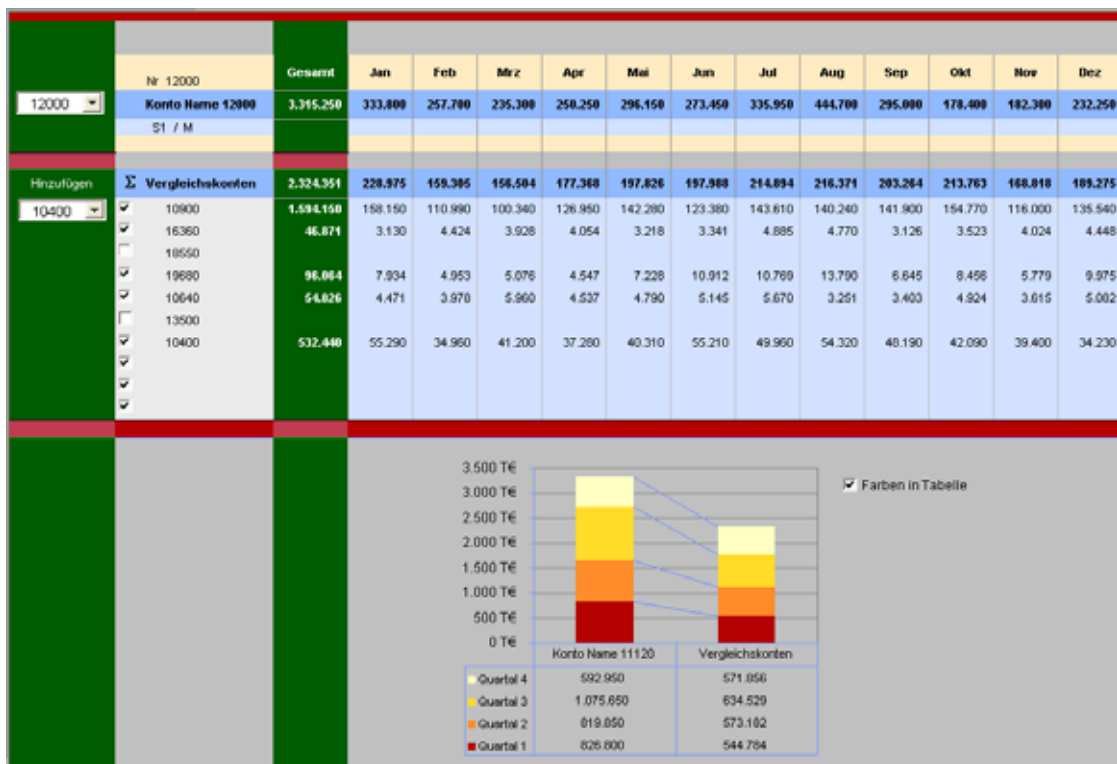 Nr 12000 Gesamt Jan Feb Mrz Apr Mai Jun Jul Aug Sep Okt Nov Dez
12000 Konto Name 12000 3.315.250 333.800 257.700 235.300 250.250 296.150 273.450 335.950 444.700 295.000 178.400 182.300 232.250
S1 / M
Hinzufügen Σ Vergleichskonten 2.324.351 228.975 159.305 156.504 177.368 197.826 197.988 214.894 216.371 203.264 213.763 168.818 189.275
10400 10900 1.594.150 158.150 110.990 100.340 126.950 142.280 123.380 143.610 140.240 141.900 154.770 116.000 135.540
16360 46.871 3.130 4.424 3.928 4.054 3.218 3.341 4.885 4.770 3.126 3.523 4.024 4.448
18550
19680 96.064 7.934 4.953 5.076 4.547 7.228 10.912 10.769 13.790 6.645 8.456 5.779 9.975
10640 54.826 4.471 3.978 5.960 4.537 4.790 5.145 5.670 3.251 3.403 4.924 3.615 5.082
13500
10400 532.440 55.290 34.960 41.200 37.280 40.310 55.210 49.960 54.320 48.190 42.090 39.400 34.230
3.500 T€
3.000 T€
2.500 T€
2.000 T€
1.500 T€
1.000 T€
500 T€
0 T€
Farben in Tabelle
Konto Name 11120 Vergleichskonten
Quartal 4 592.950 571.856
Quartal 3 1.075.650 634.529
Quartal 2 819.850 573.182
Quartal 1 826.800 544.784